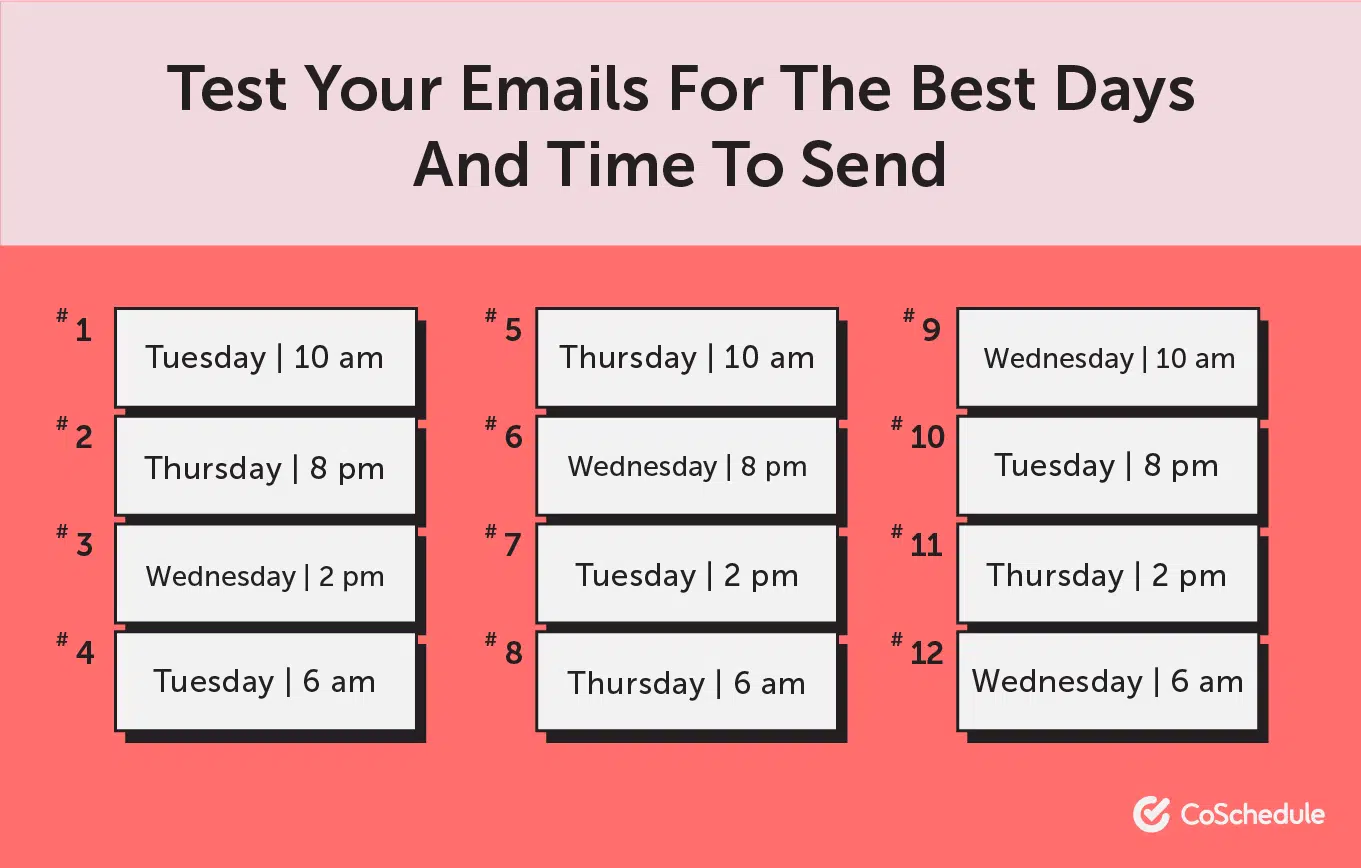 Test Your Emails For The Best Days
And Time To Send
#1
Tuesday | 10 am
#2
Thursday | 8 pm
#3
Wednesday | 2 pm
#4
Tuesday | 6 am
#5
Thursday | 10 am
#6
Wednesday | 8 pm
#7
Tuesday | 2 pm
#8
Thursday | 6 am
#9
Wednesday | 10 am
#10
Tuesday | 8 pm
#11
Thursday | 2 pm
#12
Wednesday | 6 am
CoSchedule